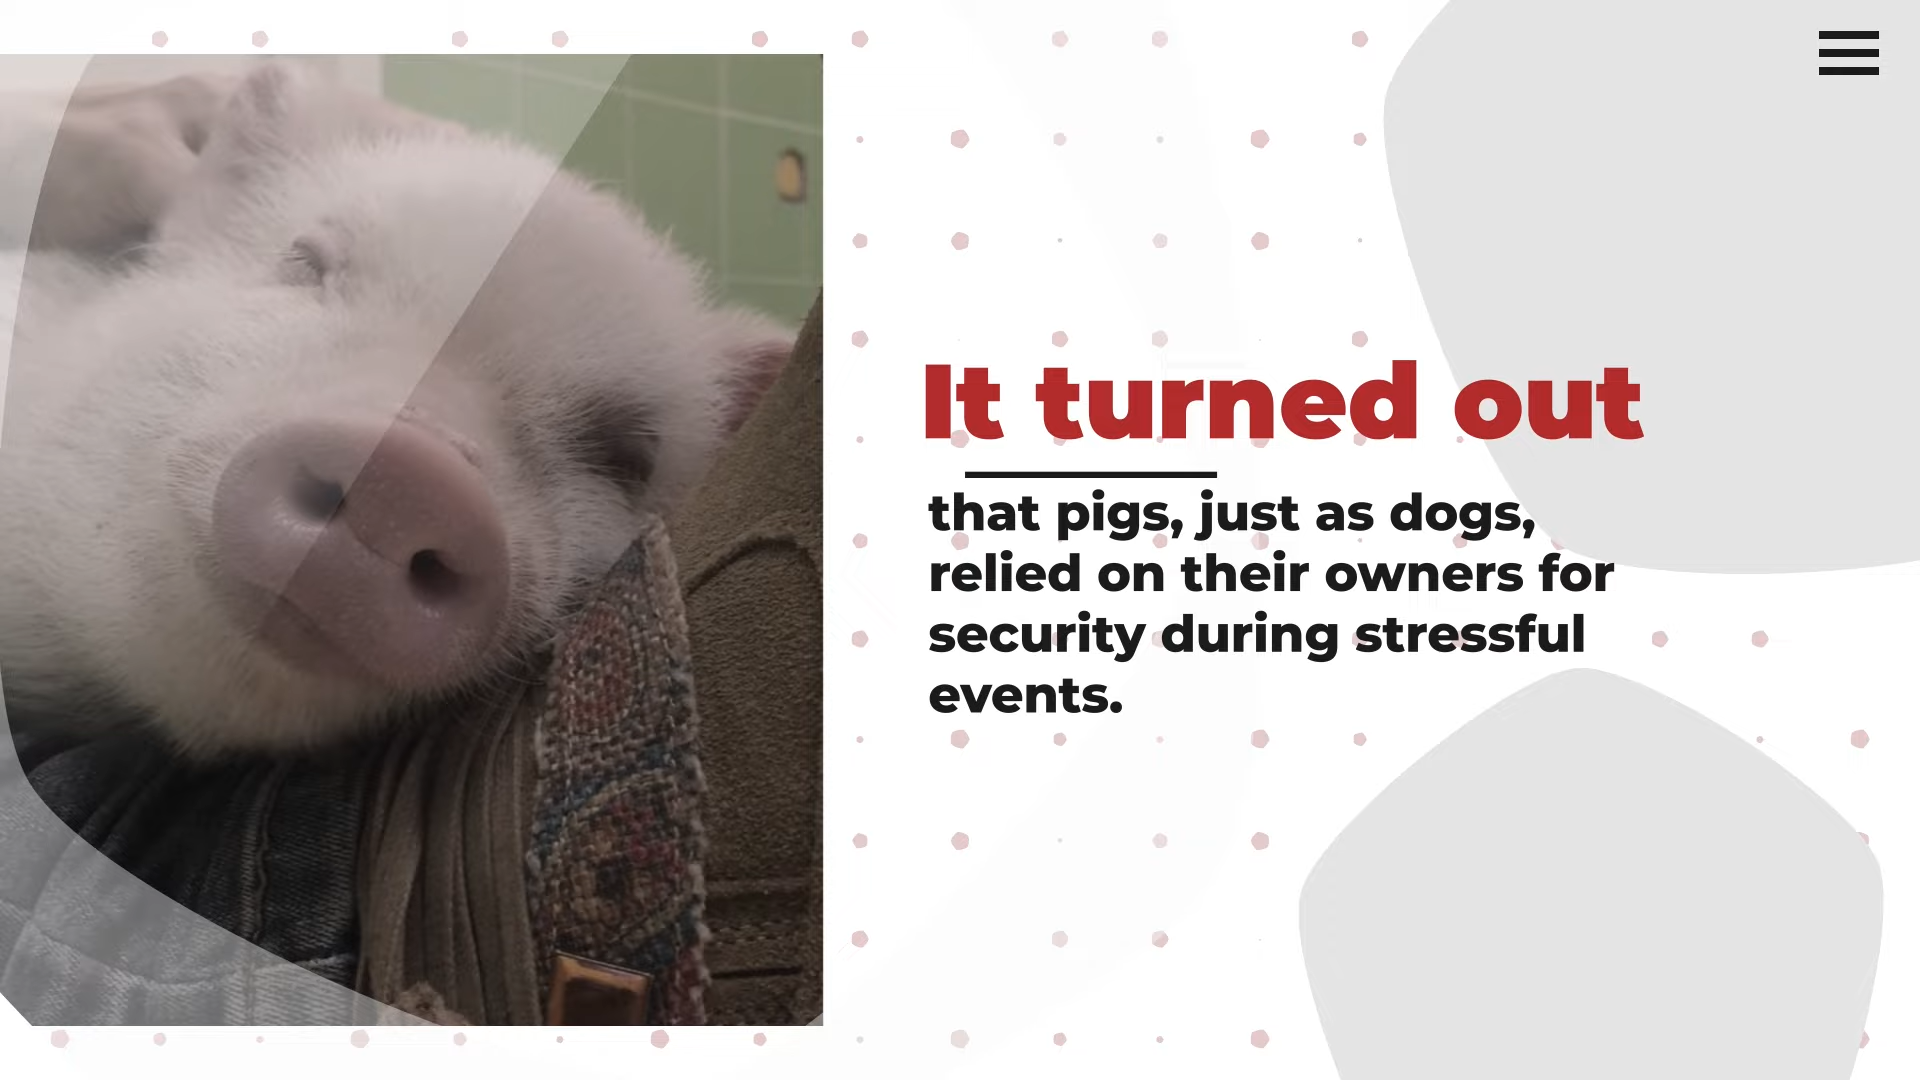 It turned out
that pigs, just as dogs,
relied on their owners for
security during stressful
events.